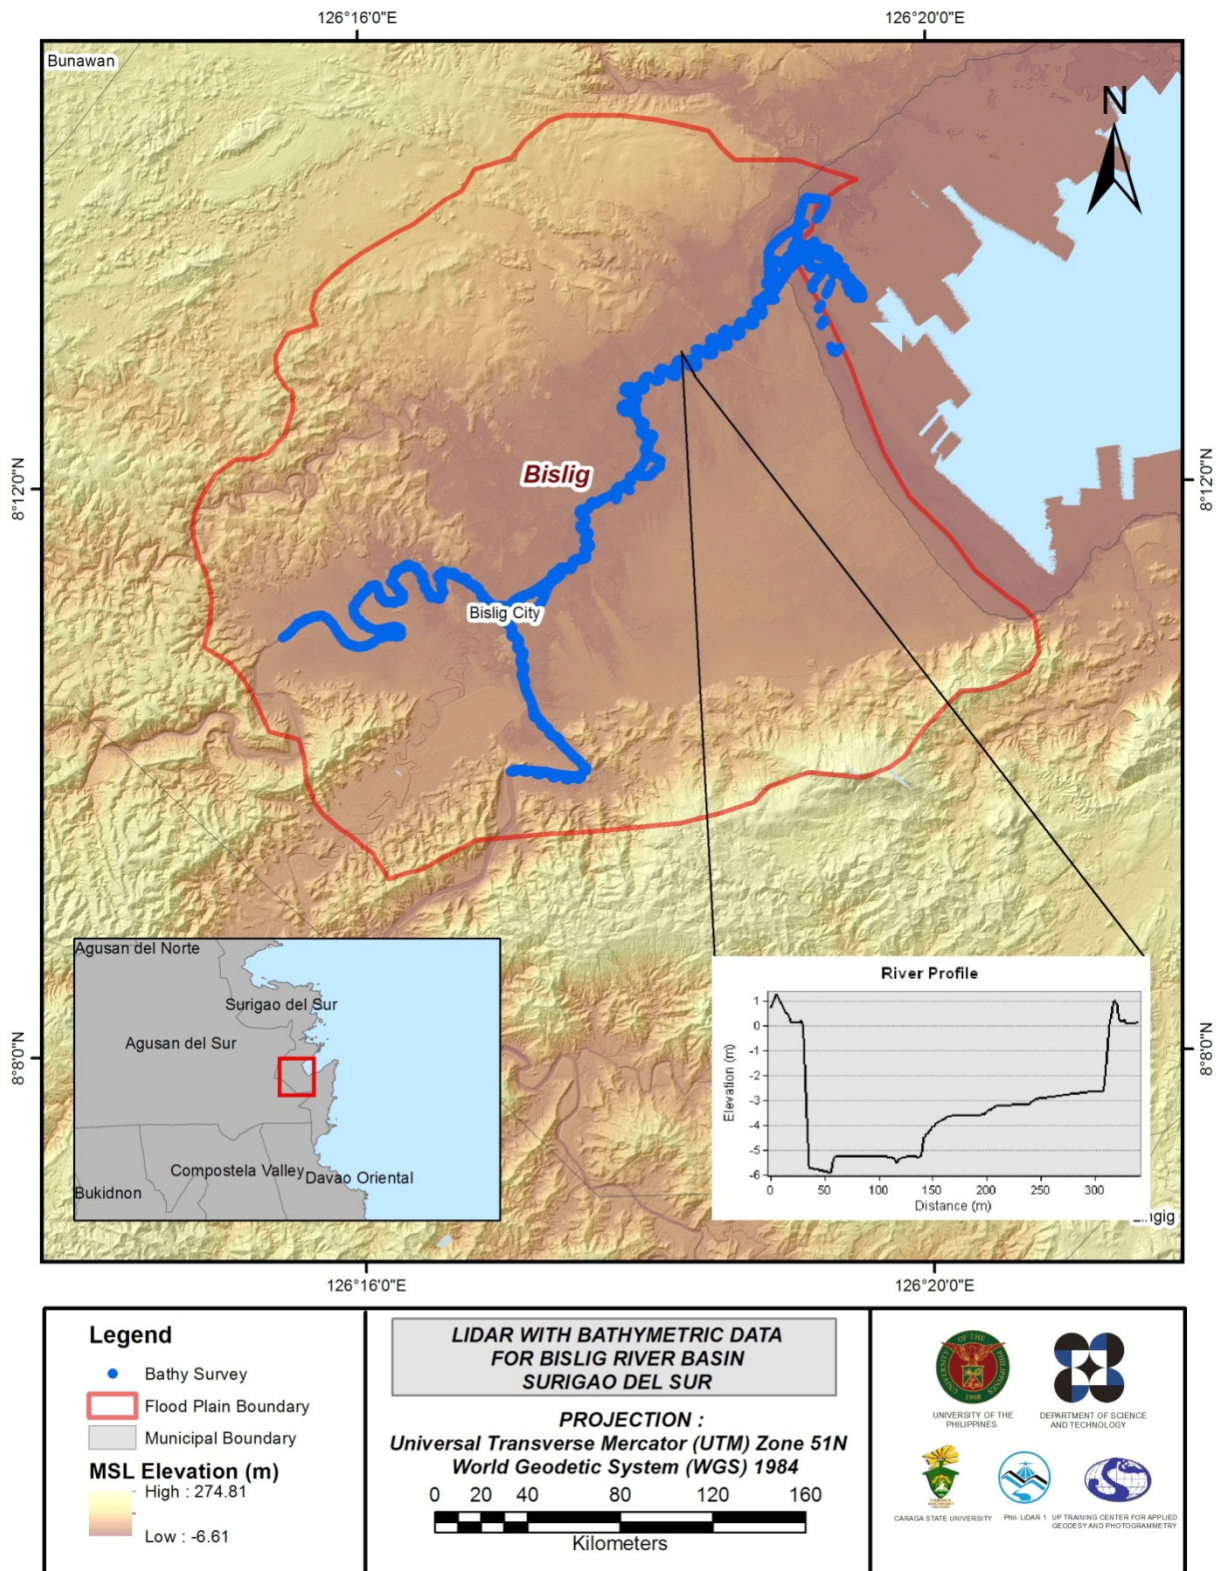 126°16'0"E
126°20'0"E
Bunawan
N
8°12'0"N
8°12'0"N
Bislig
Bislig City
Agusan del Norte
Surigao del Sur
Agusan del Sur
Compostela Valley
Davao Oriental
Bukidnon
8°8'0"N
8°8'0"N
River Profile
Elevation (m)
1
0
-1
-2
-3
-4
-5
-6
0 50 100 150 200 250 300
Distance (m)
126°16'0"E
126°20'0"E
Legend
Bathy Survey
Flood Plain Boundary
Municipal Boundary
MSL Elevation (m)
High : 274.81
Low : -6.61
LIDAR WITH BATHYMETRIC DATA
FOR BISLIG RIVER BASIN
SURIGAO DEL SUR
PROJECTION :
Universal Transverse Mercator (UTM) Zone 51N
World Geodetic System (WGS) 1984
0 20 40 80 120 160
Kilometers
UNIVERSITY OF THE PHILIPPINES
1908
UNIVERSITY OF THE
PHILIPPINES
DEPARTMENT OF SCIENCE
AND TECHNOLOGY
CARAGA STATE UNIVERSITY
Phil- LiDAR 1
UP TRAINING CENTER FOR APPLIED
GEODESY AND PHOTOGRAMMETRY